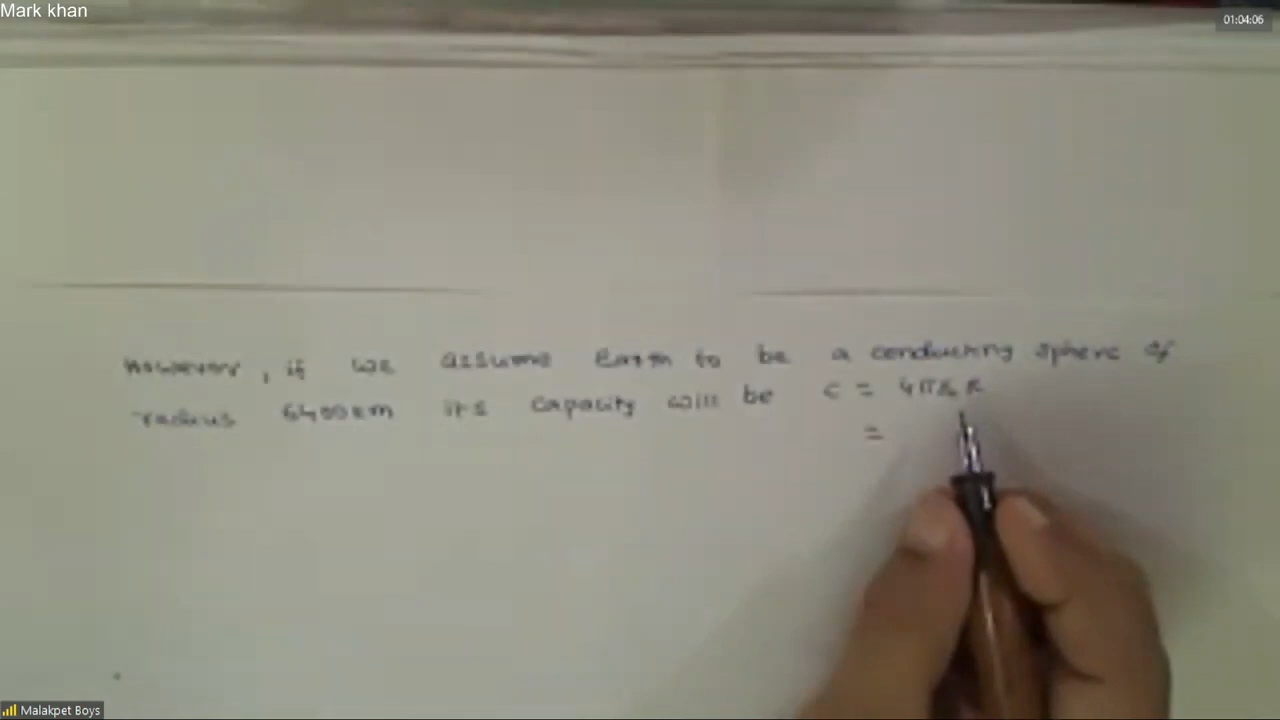 Mark khan
01:04:06
However, if we assume Earth to be a conducting sphere of
radius 6400km its capacity will be C = 4πε₀R
=
Malakpet Boys